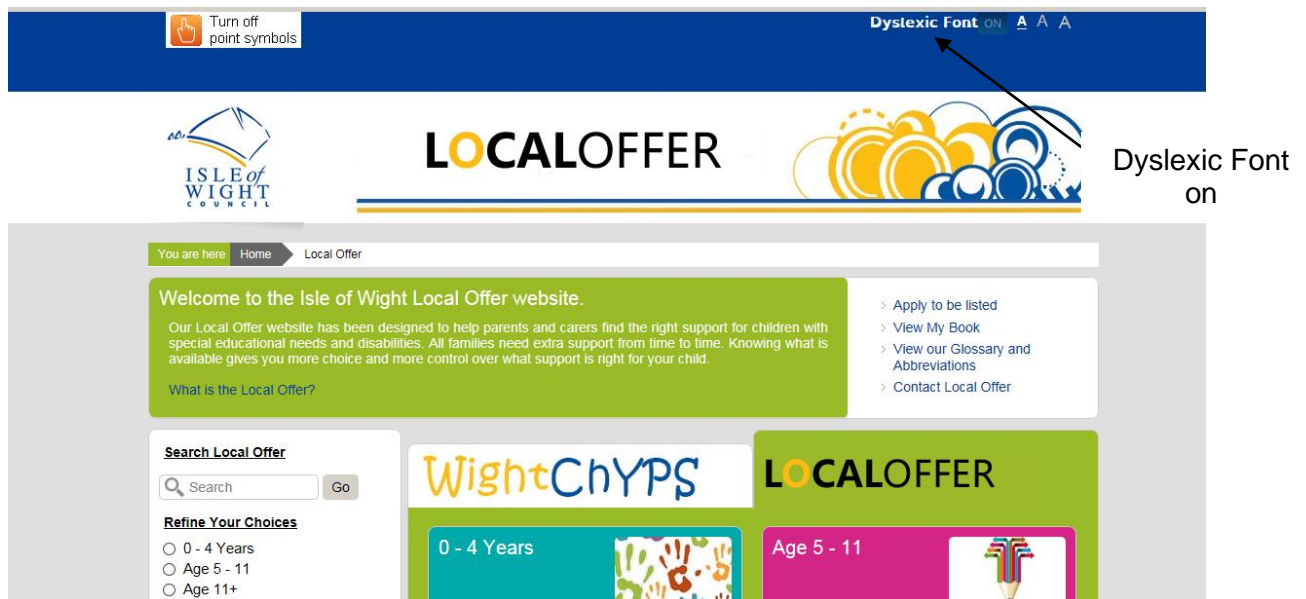 Turn off
point symbols
Dyslexic Font ON A A A
ISLE of
WIGHT
COUNCIL
LOCALOFFER
Dyslexic Font
on
You are here Home Local Offer
Welcome to the Isle of Wight Local Offer website.
Our Local Offer website has been designed to help parents and carers find the right support for children with
special educational needs and disabilities. All families need extra support from time to time. Knowing what is
available gives you more choice and more control over what support is right for your child.
What is the Local Offer?
> Apply to be listed
> View My Book
> View our Glossary and
Abbreviations
> Contact Local Offer
Search Local Offer
Search Go
Refine Your Choices
0 - 4 Years
Age 5 - 11
Age 11+
WightChYPS
LOCALOFFER
0 - 4 Years
Age 5 - 11